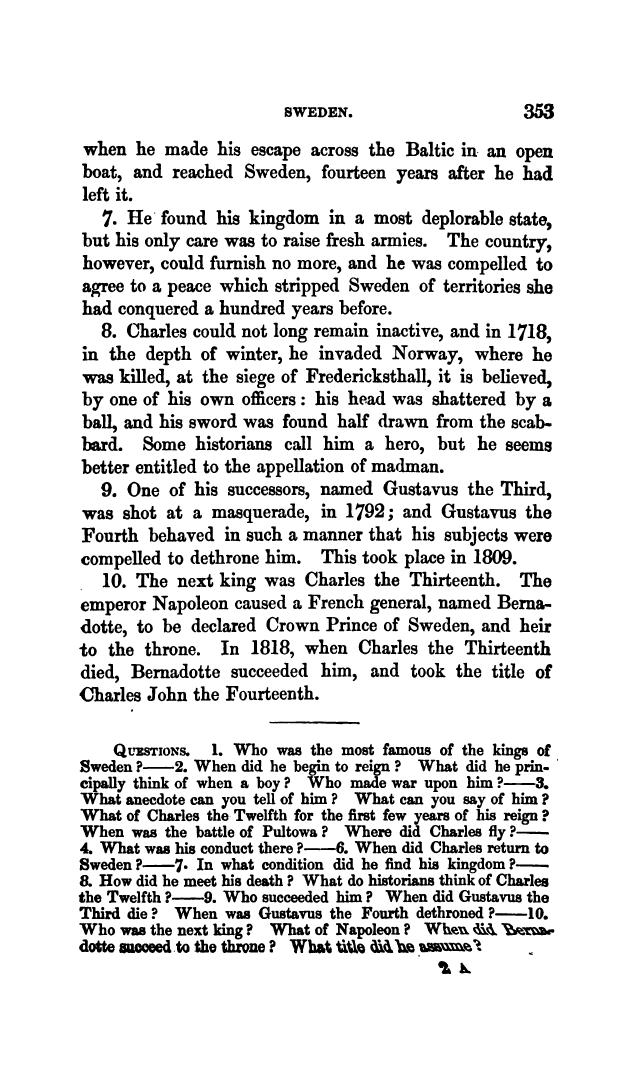 SWEDEN. 353
when he made his escape across the Baltic in an open
boat, and reached Sweden, fourteen years after he had
left it.
7. He found his kingdom in a most deplorable state,
but his only care was to raise fresh armies. The country,
however, could furnish no more, and he was compelled to
agree to a peace which stripped Sweden of territories she
had conquered a hundred years before.
8. Charles could not long remain inactive, and in 1718,
in the depth of winter, he invaded Norway, where he
was killed, at the siege of Fredericksthall, it is believed,
by one of his own officers: his head was shattered by a
ball, and his sword was found half drawn from the scab-
bard. Some historians call him a hero, but he seems
better entitled to the appellation of madman.
9. One of his successors, named Gustavus the Third,
was shot at a masquerade, in 1792; and Gustavus the
Fourth behaved in such a manner that his subjects were
compelled to dethrone him. This took place in 1809.
10. The next king was Charles the Thirteenth. The
emperor Napoleon caused a French general, named Berna-
dotte, to be declared Crown Prince of Sweden, and heir
to the throne. In 1818, when Charles the Thirteenth
died, Bernadotte succeeded him, and took the title of
Charles John the Fourteenth.
QUESTIONS. 1. Who was the most famous of the kings of
Sweden?——2. When did he begin to reign? What did he prin-
cipally think of when a boy? Who made war upon him?——3.
What anecdote can you tell of him? What can you say of him?
What of Charles the Twelfth for the first few years of his reign?
When was the battle of Pultowa? Where did Charles fly?——
4. What was his conduct there?——6. When did Charles return to
Sweden?——7. In what condition did he find his kingdom?——
8. How did he meet his death? What do historians think of Charles
the Twelfth?——9. Who succeeded him? When did Gustavus the
Third die? When was Gustavus the Fourth dethroned?——10.
Who was the next king? What of Napoleon? When did Berna-
dotte succeed to the throne? What title did he assume?
2 A